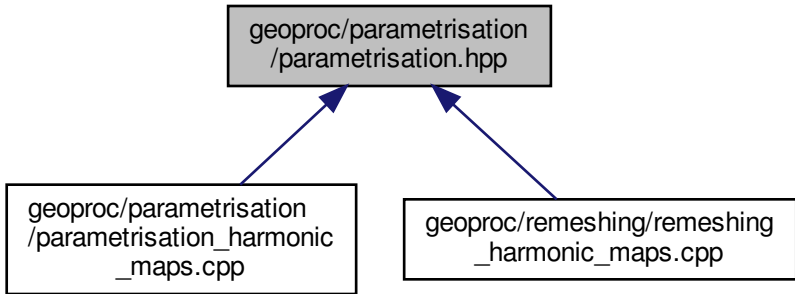 geoproc/parametrisation
/parametrisation.hpp
geoproc/parametrisation
/parametrisation_harmonic
_maps.cpp
geoproc/remeshing/remeshing
_harmonic_maps.cpp